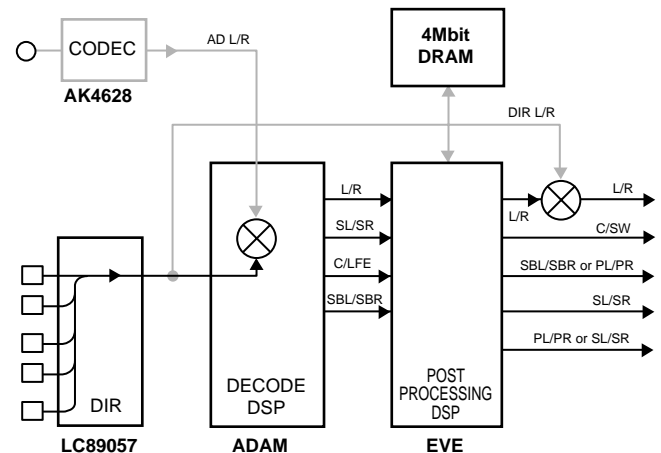 CODEC
AD L/R
AK4628
4Mbit
DRAM
DIR L/R
L/R
SL/SR
C/LFE
SBL/SBR
L/R
L/R
C/SW
SBL/SBR or PL/PR
SL/SR
PL/PR or SL/SR
DIR
DECODE
DSP
POST
PROCESSING
DSP
LC89057
ADAM
EVE